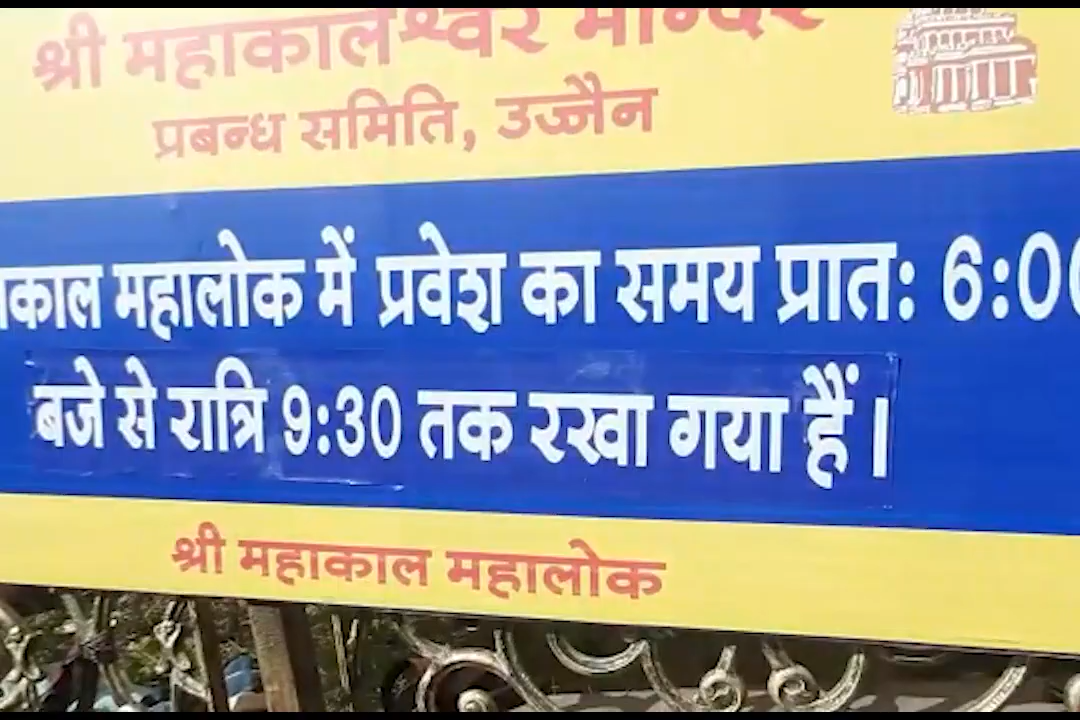 श्री महाकालेश्वर मन्दिर
प्रबन्ध समिति, उज्जैन
महाकाल महालोक में प्रवेश का समय प्रातः 6:00
बजे से रात्रि 9:30 तक रखा गया हैं।
श्री महाकाल महालोक